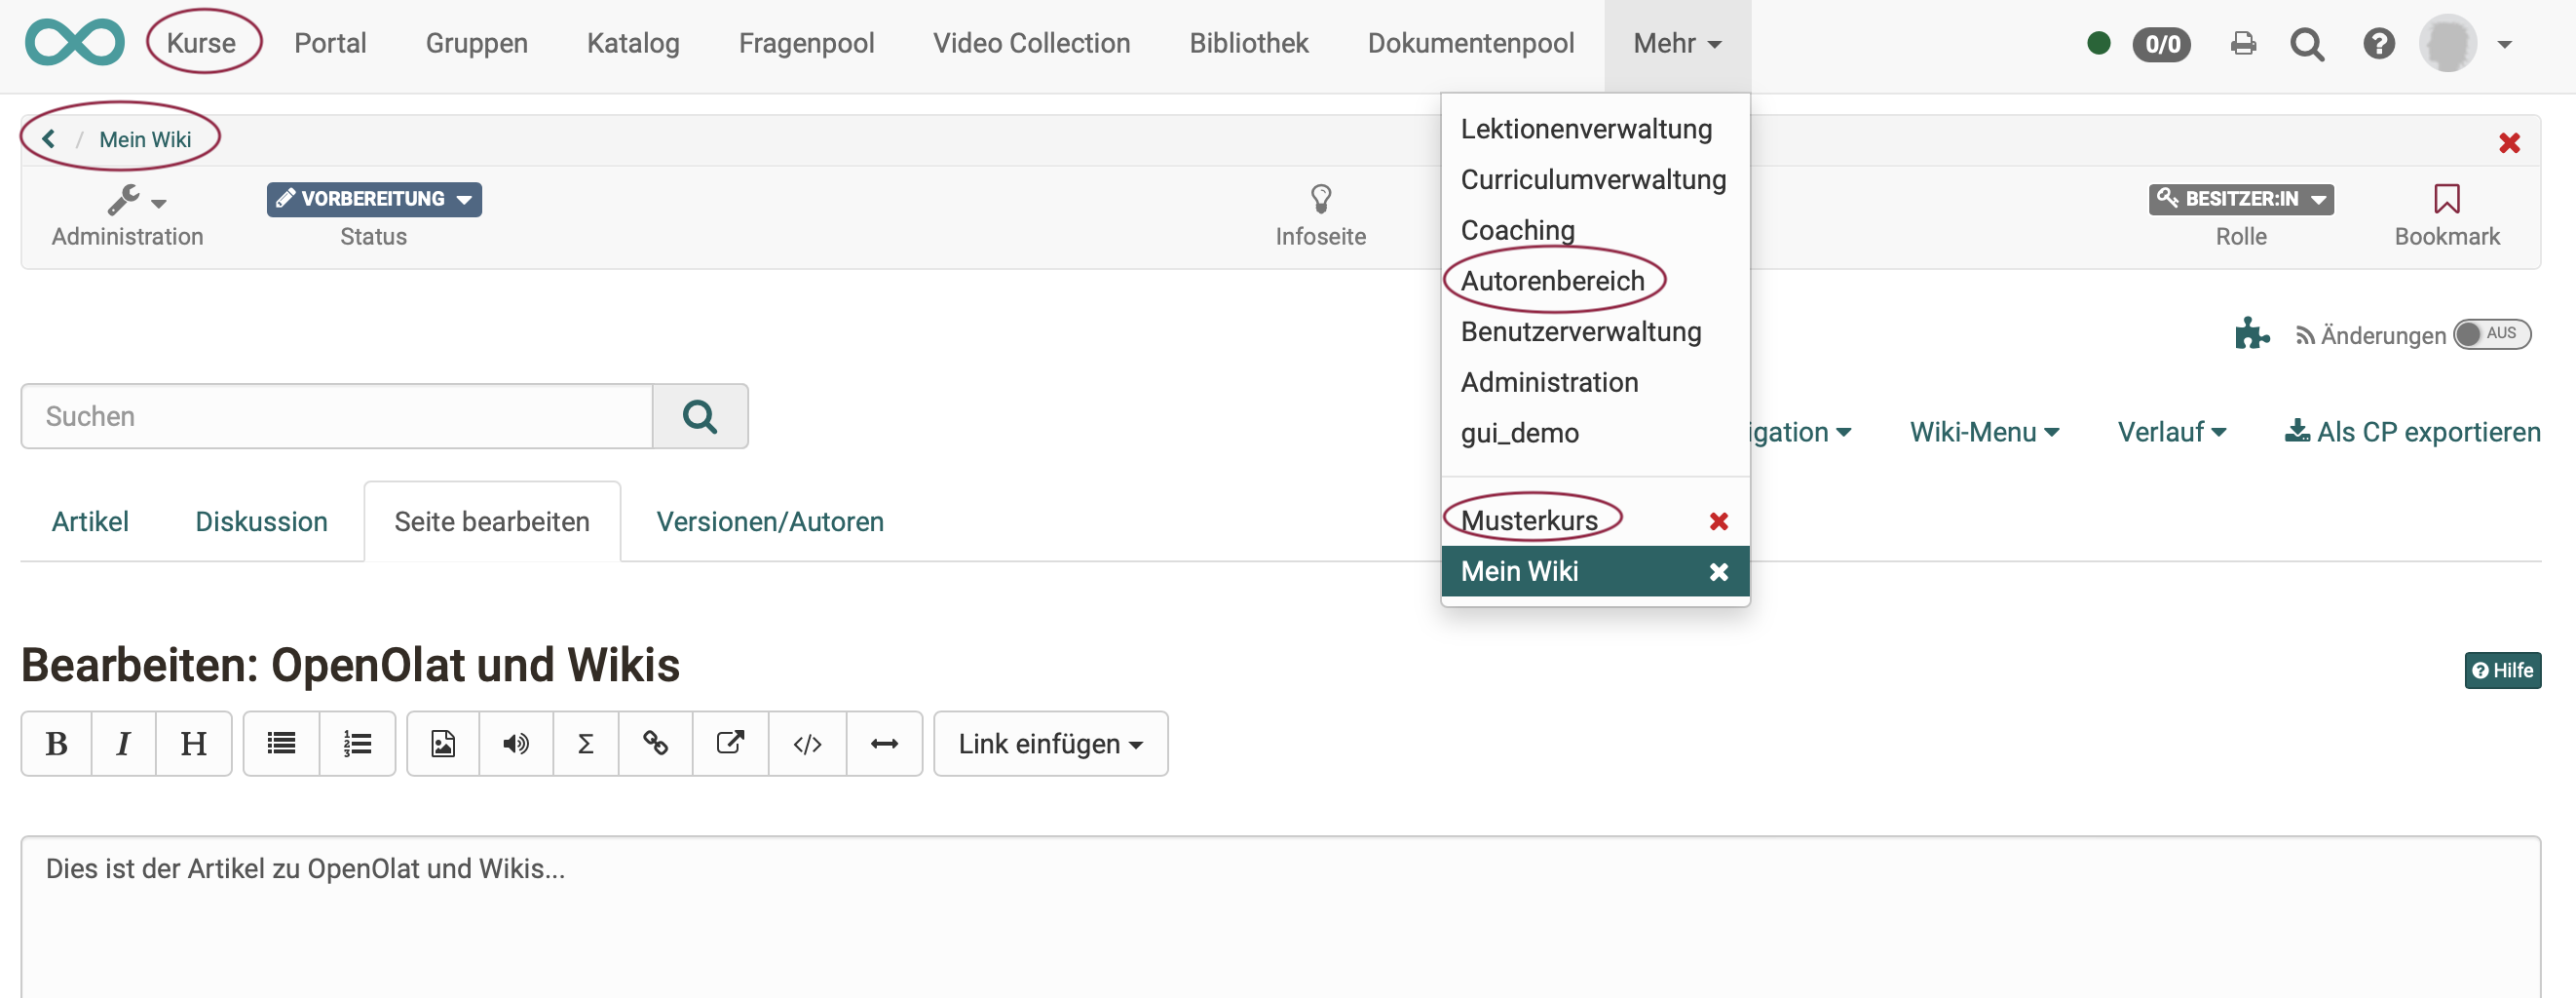 Kurse Portal Gruppen Katalog Fragenpool Video Collection Bibliothek Dokumentenpool Mehr 0/0
/ Mein Wiki
Administration
VORBEREITUNG
Status
Infoseite
BESITZER:IN
Rolle
Bookmark
Lektionenverwaltung
Curriculumverwaltung
Coaching
Autorenbereich
Benutzerverwaltung
Administration
gui_demo
Musterkurs
Mein Wiki
Änderungen AUS
Suchen
igation Wiki-Menu Verlauf Als CP exportieren
Artikel Diskussion Seite bearbeiten Versionen/Autoren
Bearbeiten: OpenOlat und Wikis
Hilfe
B I H Σ </> Link einfügen
Dies ist der Artikel zu OpenOlat und Wikis...